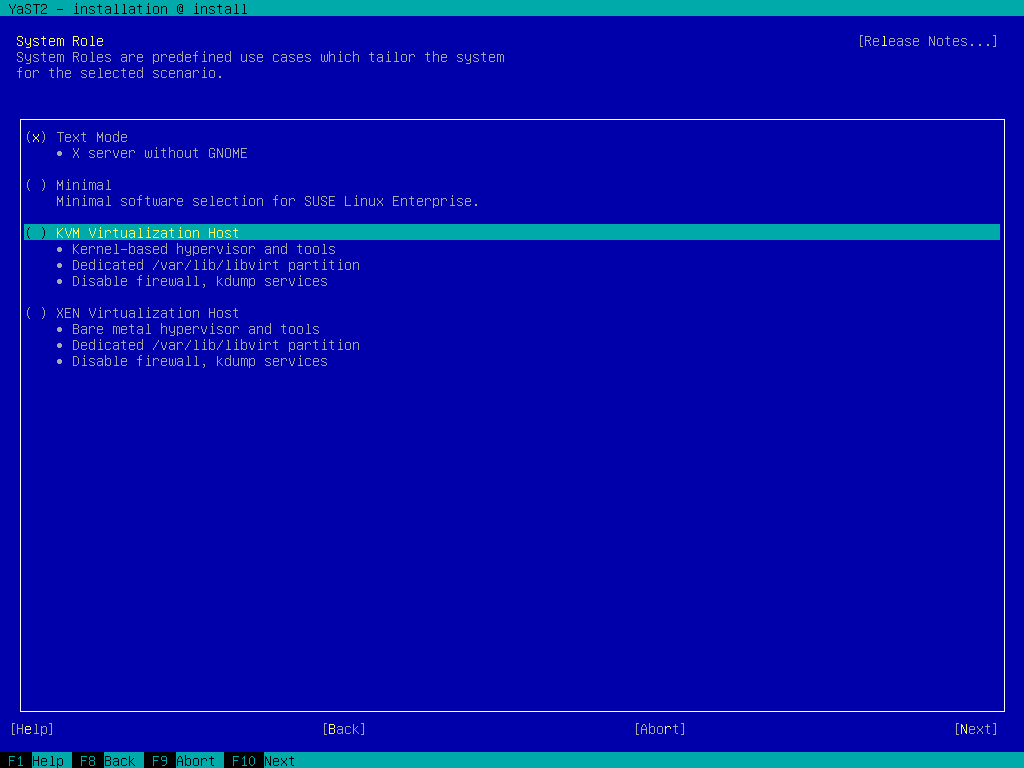 YaST2 - installation @ install
System Role [Release Notes...]
System Roles are predefined use cases which tailor the system
for the selected scenario.
(x) Text Mode
• X server without GNOME
( ) Minimal
Minimal software selection for SUSE Linux Enterprise.
( ) KVM Virtualization Host
• Kernel-based hypervisor and tools
• Dedicated /var/lib/libvirt partition
• Disable firewall, kdump services
( ) XEN Virtualization Host
• Bare metal hypervisor and tools
• Dedicated /var/lib/libvirt partition
• Disable firewall, kdump services
[Help] [Back] [Abort] [Next]
F1 Help F8 Back F9 Abort F10 Next